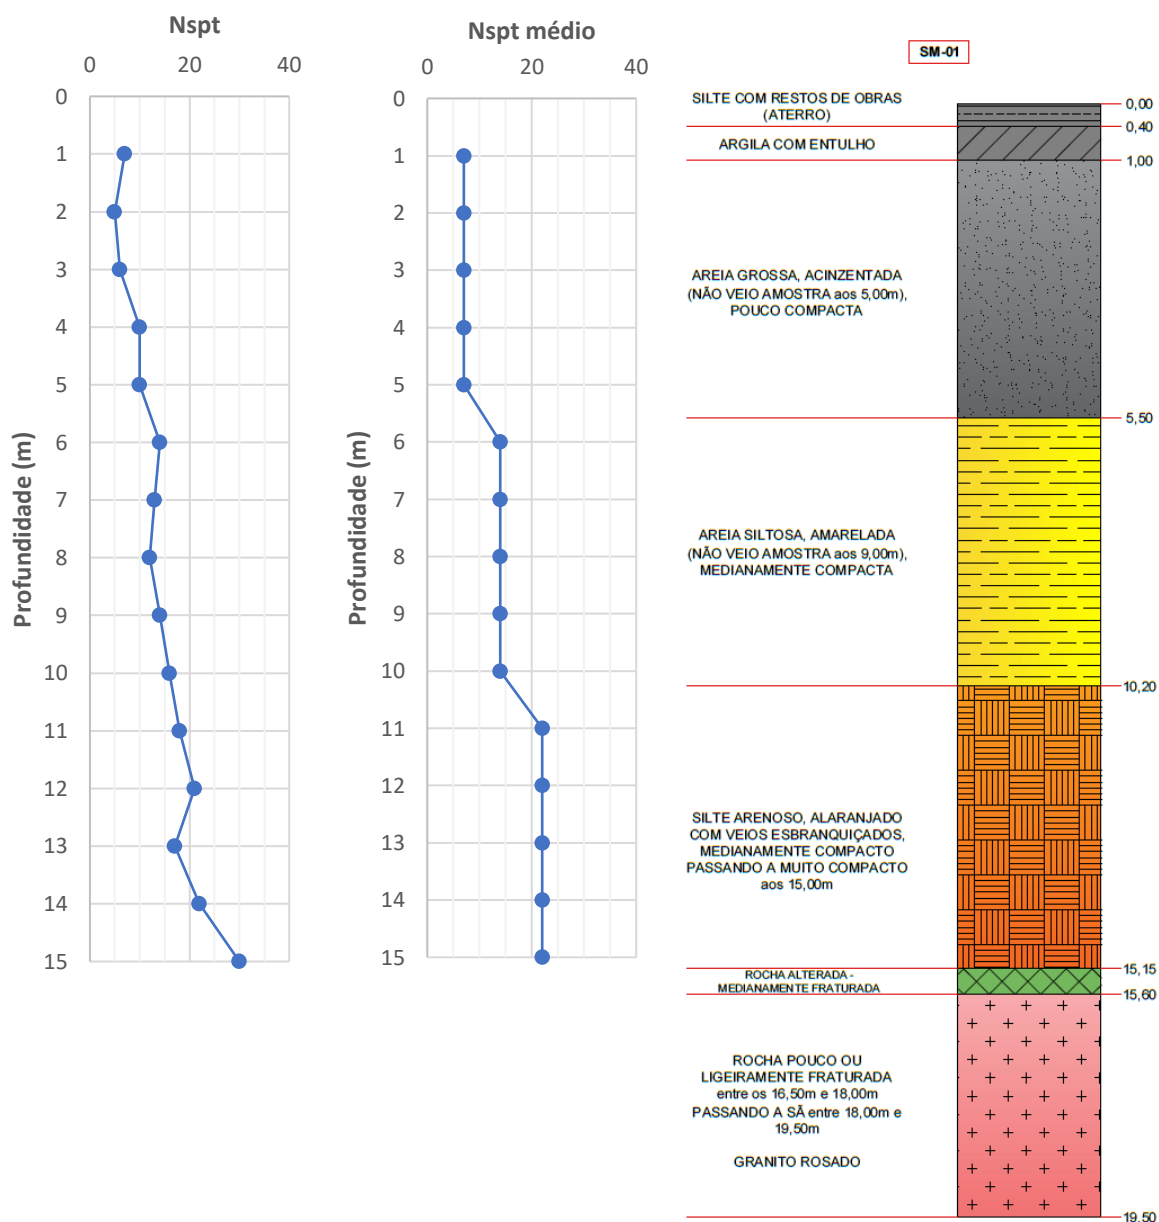 Nspt
0 20 40
0
1
2
3
4
5
6
7
8
9
10
11
12
13
14
15
Profundidade (m)
Nspt médio
0 20 40
0
1
2
3
4
5
6
7
8
9
10
11
12
13
14
15
Profundidade (m)
SM-01
SILTE COM RESTOS DE OBRAS
(ATERRO)
0,00
0,40
ARGILA COM ENTULHO
1,00
AREIA GROSSA, ACINZENTADA
(NÃO VEIO AMOSTRA aos 5,00m),
POUCO COMPACTA
5,50
AREIA SILTOSA, AMARELADA
(NÃO VEIO AMOSTRA aos 9,00m),
MEDIANAMENTE COMPACTA
10,20
SILTE ARENOSO, ALARANJADO
COM VEIOS ESBRANQUIÇADOS,
MEDIANAMENTE COMPACTO
PASSANDO A MUITO COMPACTO
aos 15,00m
15,15
ROCHA ALTERADA -
MEDIANAMENTE FRATURADA
15,60
ROCHA POUCO OU
LIGEIRAMENTE FRATURADA
entre os 16,50m e 18,00m
PASSANDO A SÃ entre 18,00m e
19,50m
GRANITO ROSADO
19,50